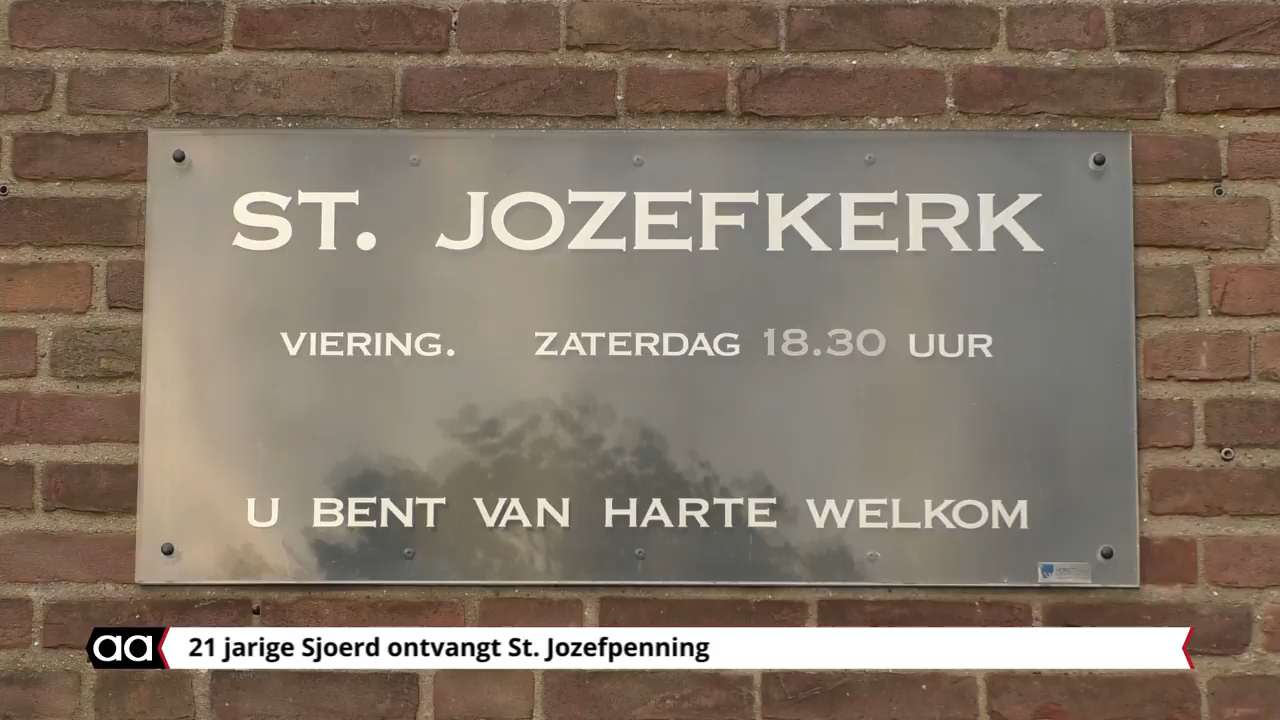 ST. JOZEFKERK
VIERING. ZATERDAG 18.30 UUR
U BENT VAN HARTE WELKOM
aa 21 jarige Sjoerd ontvangt St. Jozefpenning